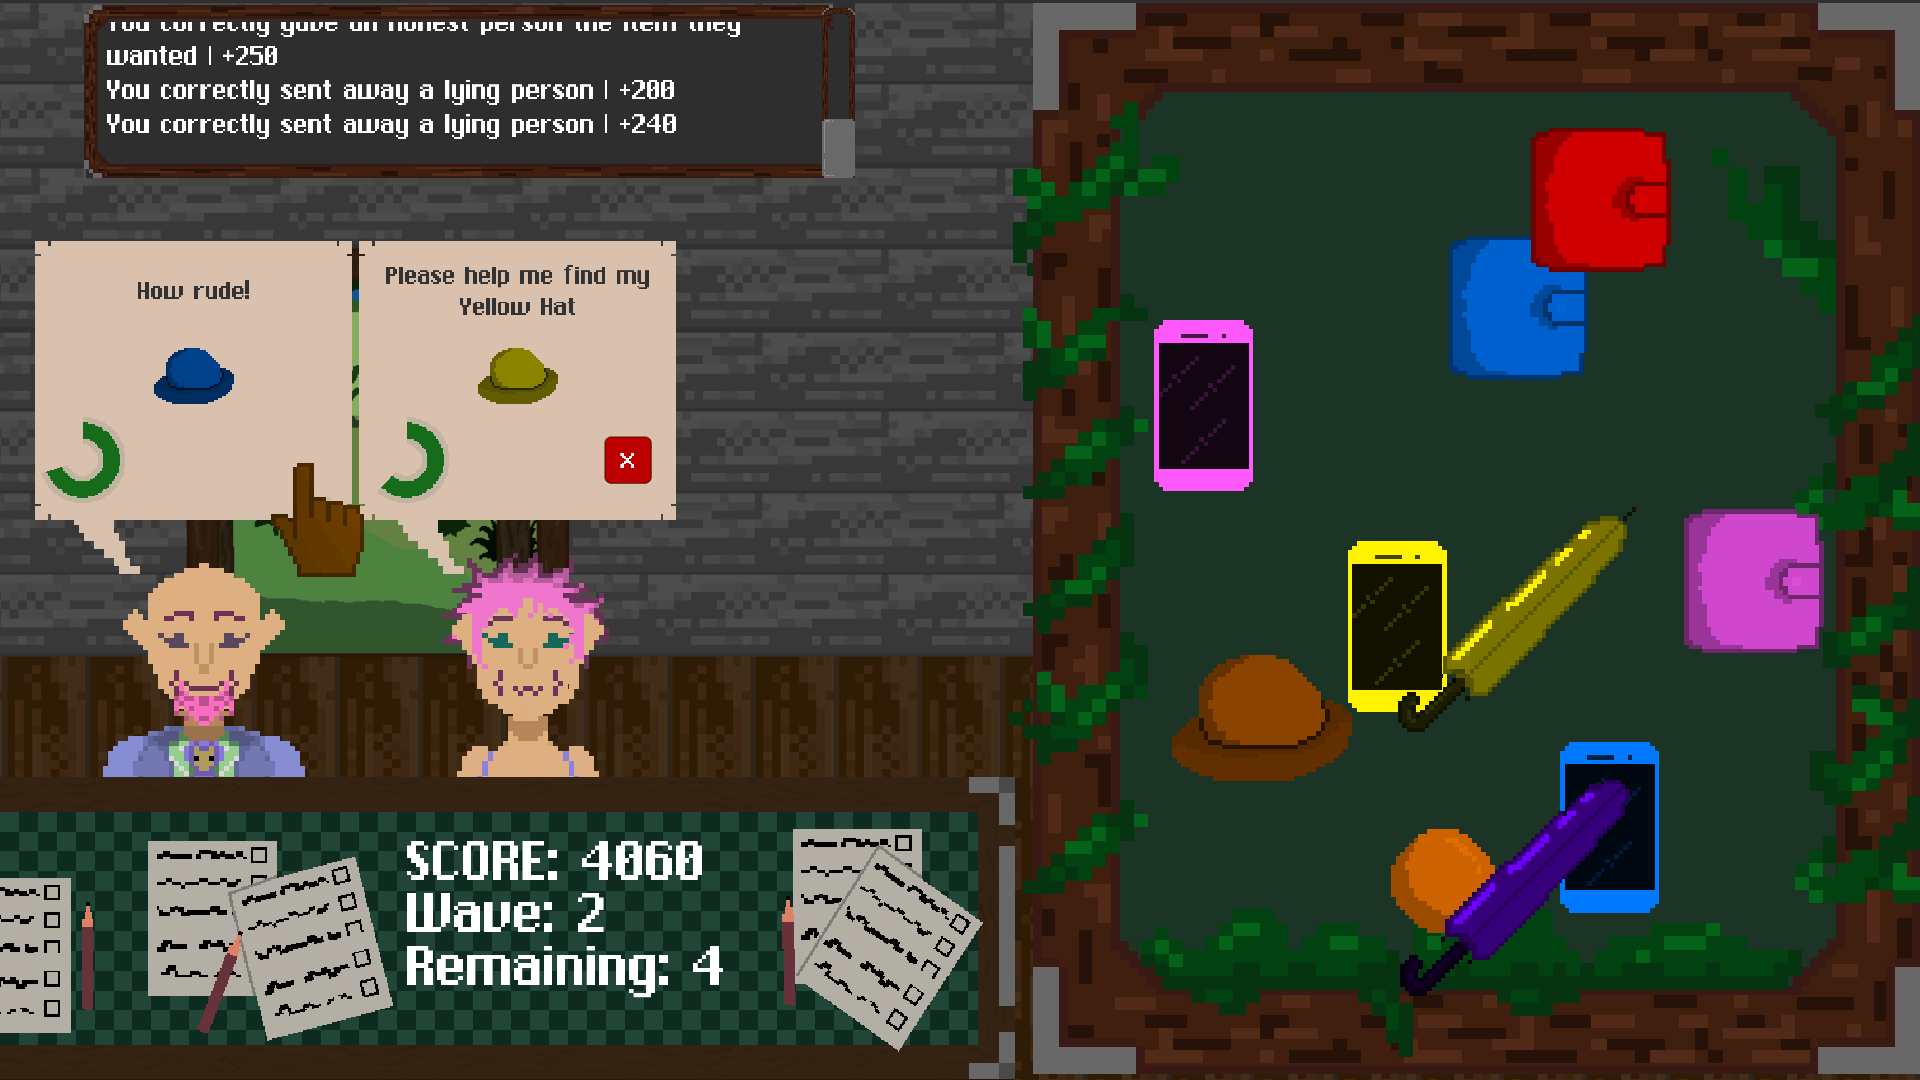 You correctly gave an honest person the item they
wanted | +250
You correctly sent away a lying person | +200
You correctly sent away a lying person | +240
How rude!
Please help me find my
Yellow Hat
X
SCORE: 4060
Wave: 2
Remaining: 4